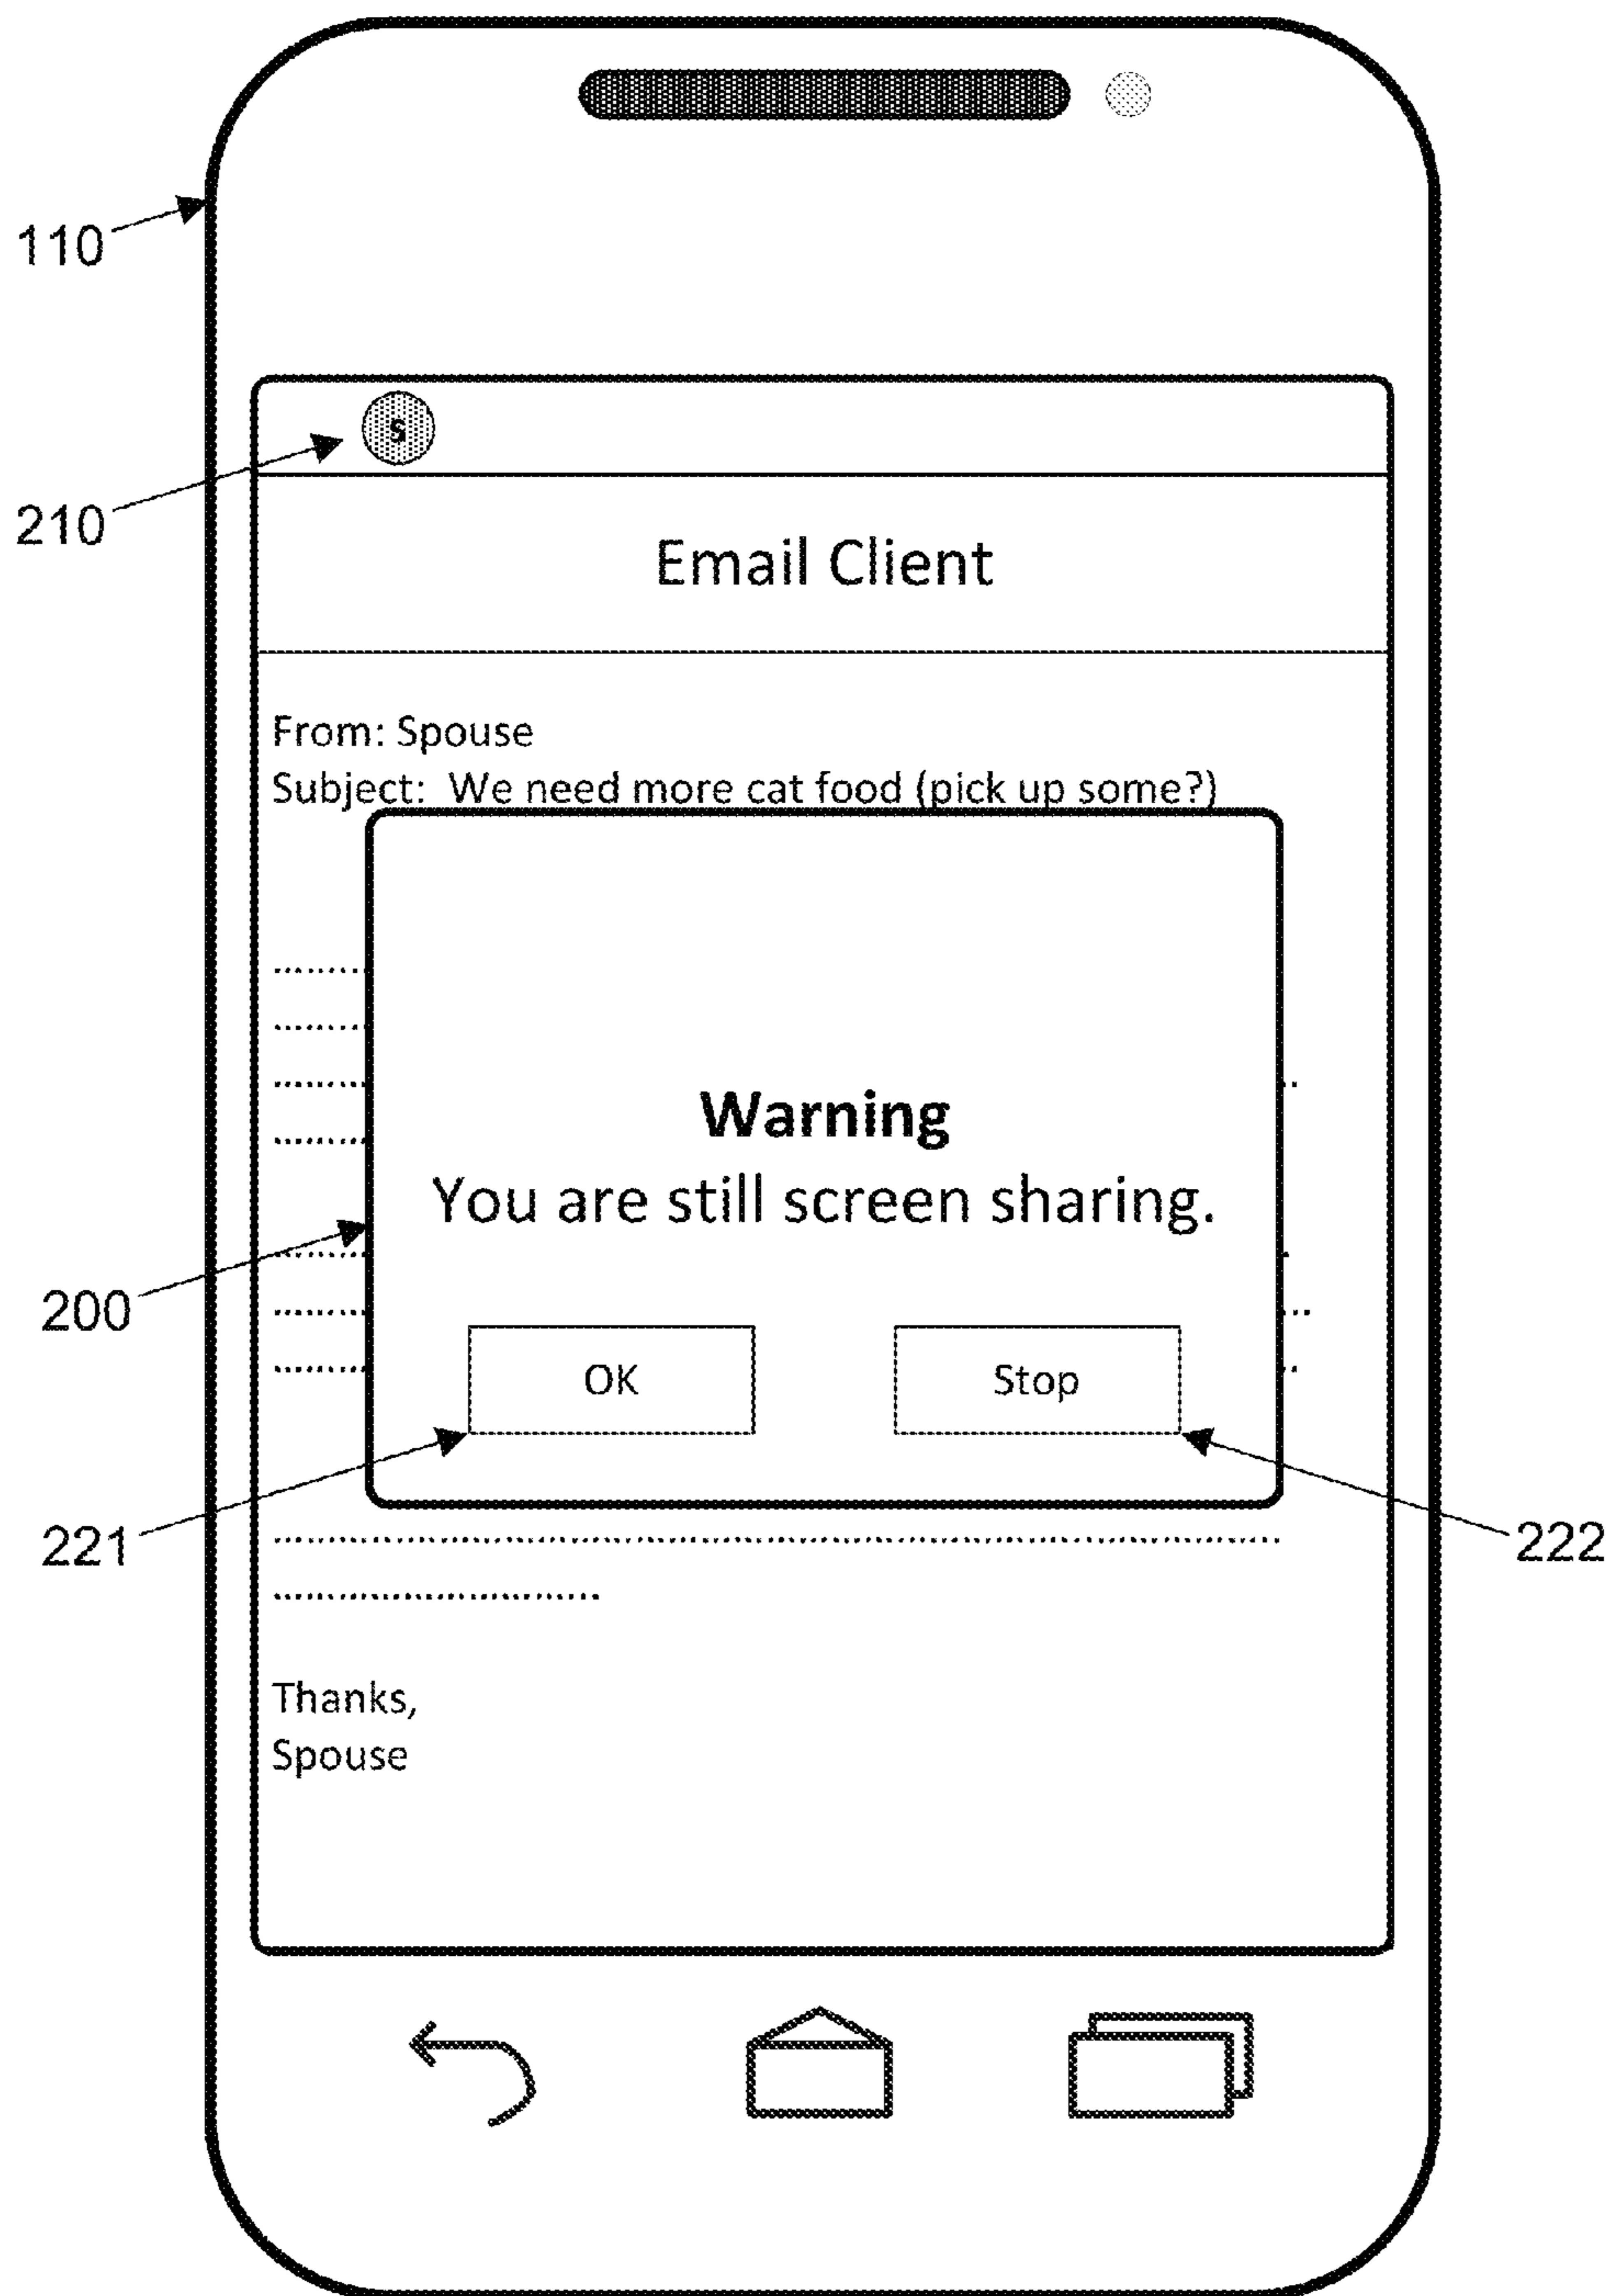 110
S
210
Email Client
From: Spouse
Subject: We need more cat food (pick up some?)
Warning
You are still screen sharing.
200
OK Stop
221
222
Thanks,
Spouse